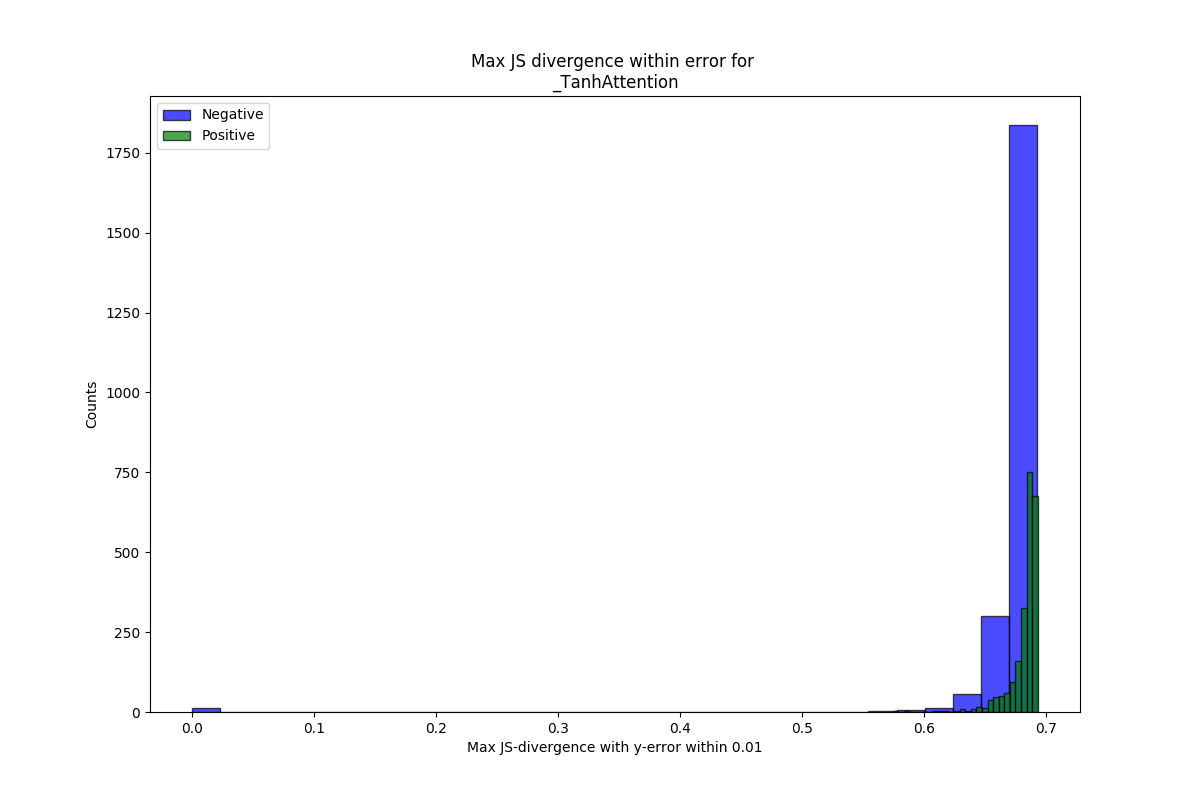 Max JS divergence within error for
_TanhAttention
Negative
Positive
1750
1500
1250
1000
750
500
250
0
Counts
0.0 0.1 0.2 0.3 0.4 0.5 0.6 0.7
Max JS-divergence with y-error within 0.01